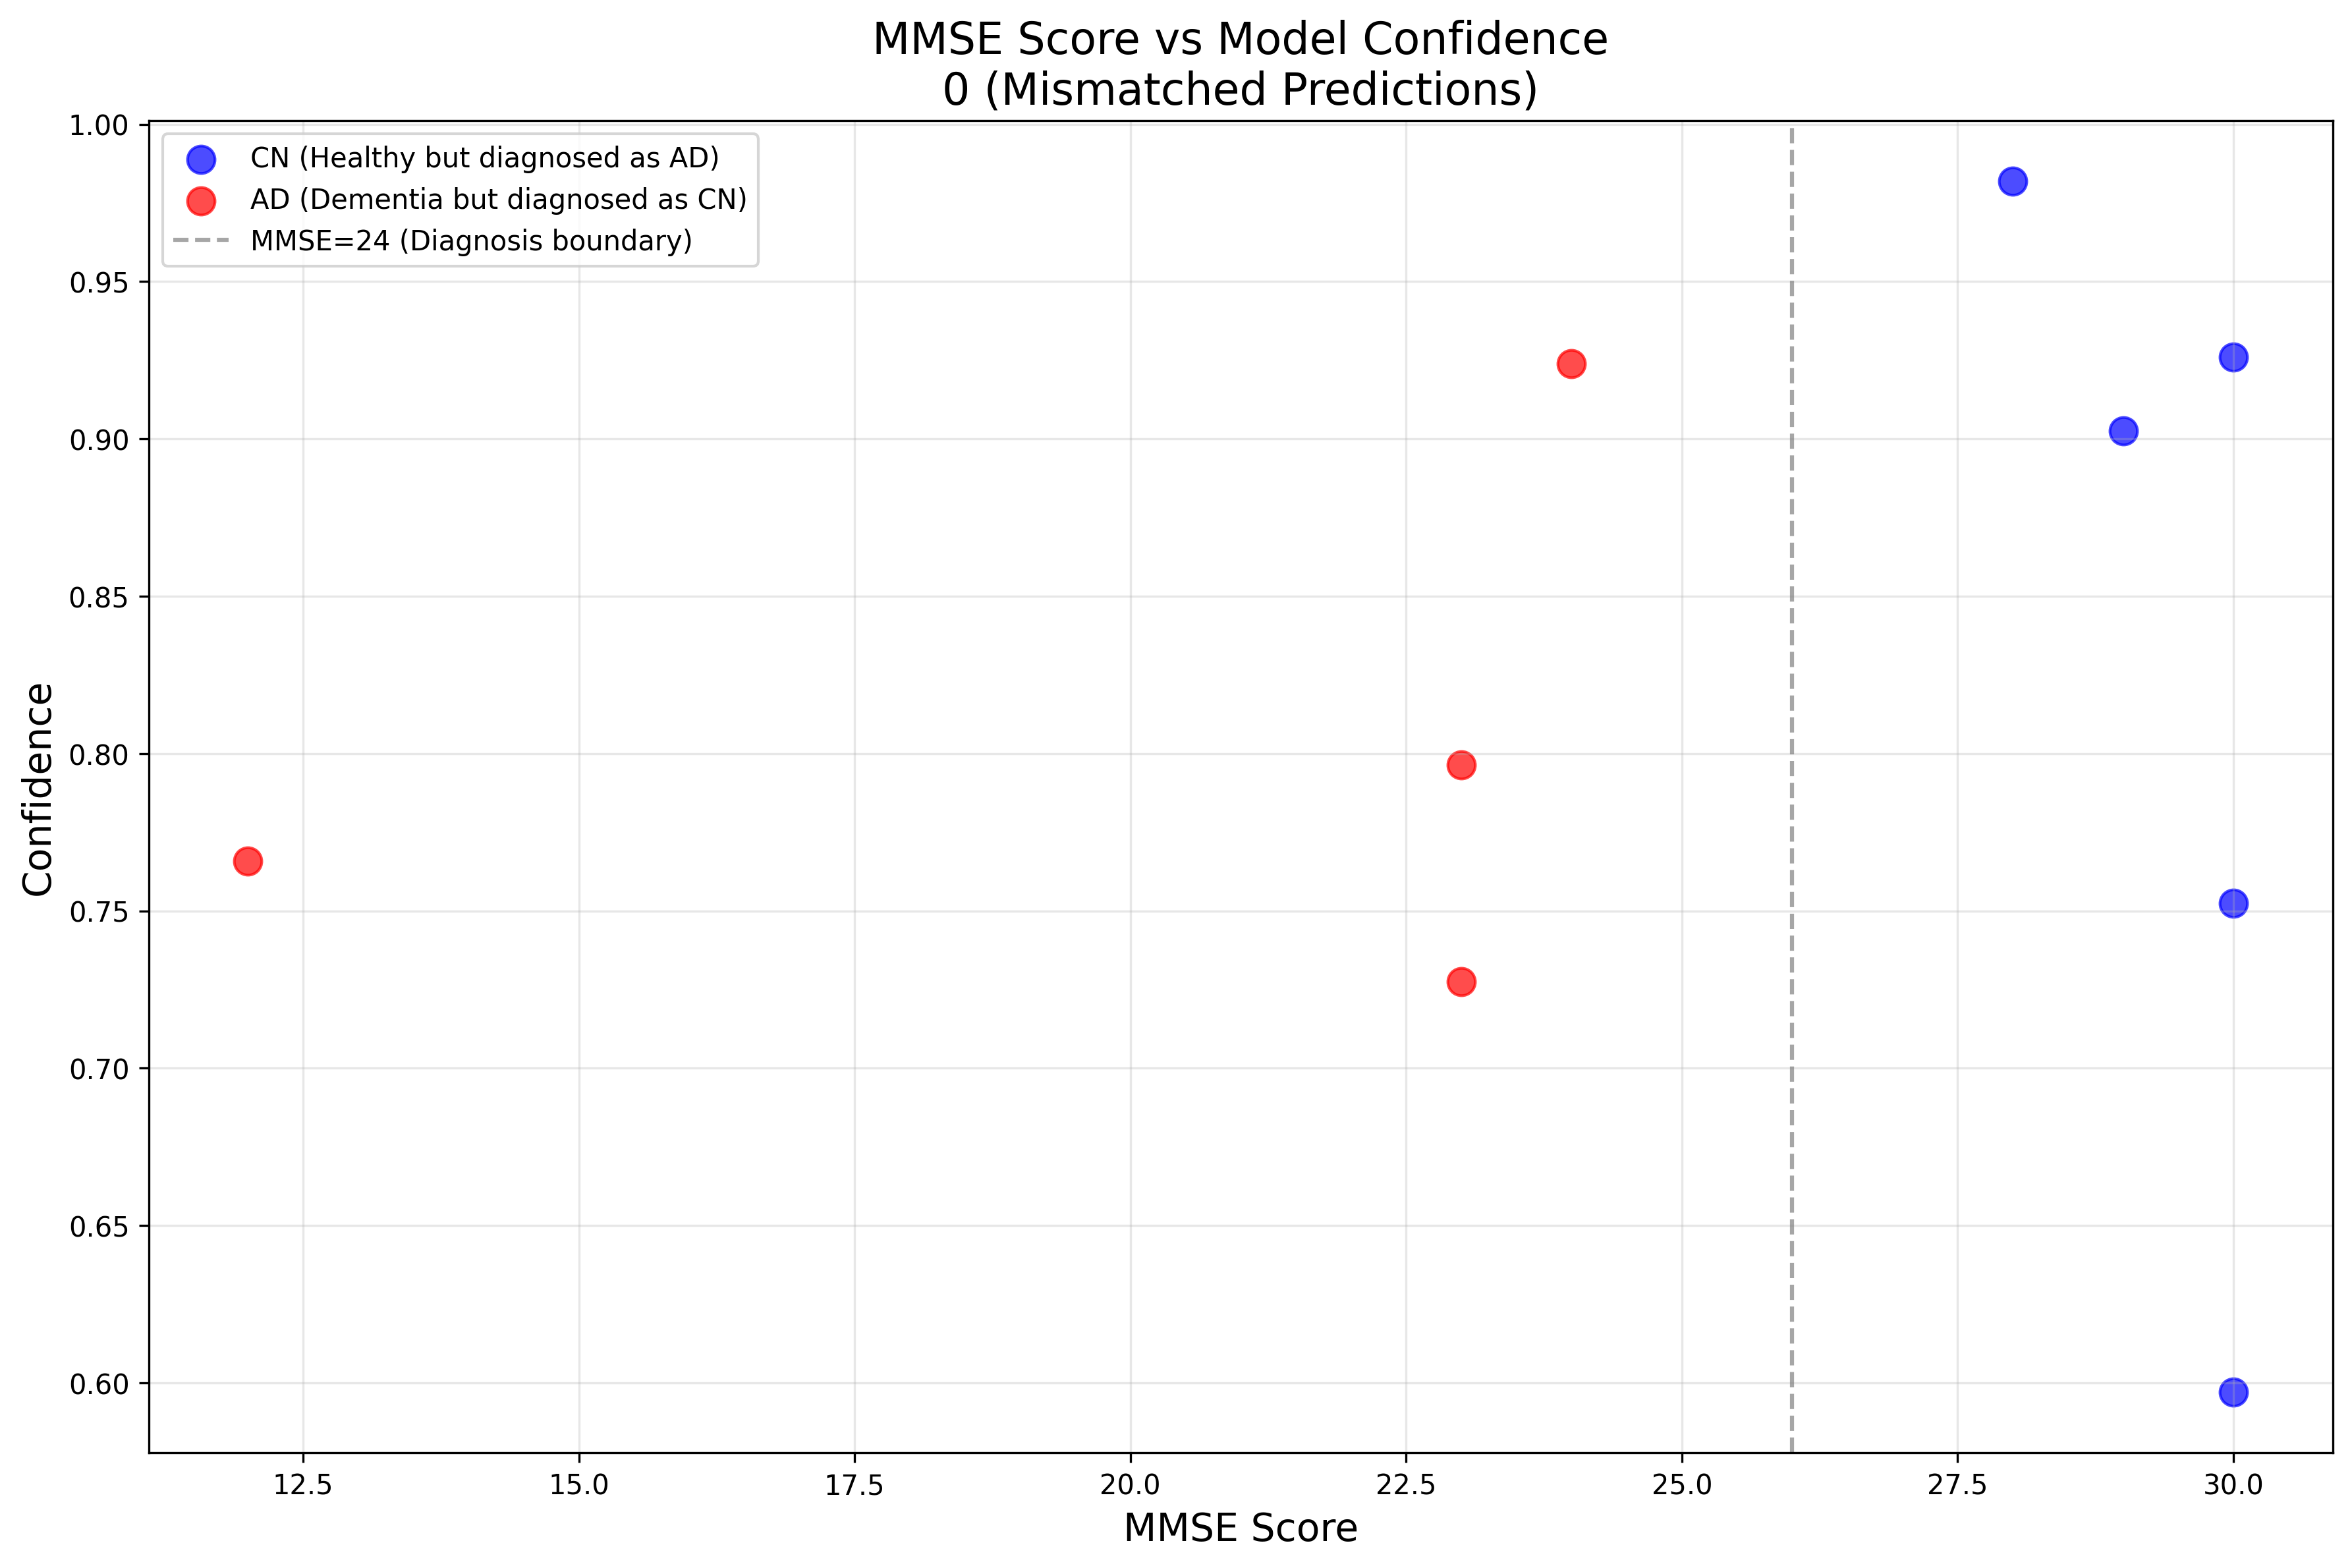 MMSE Score vs Model Confidence
0 (Mismatched Predictions)
CN (Healthy but diagnosed as AD)
AD (Dementia but diagnosed as CN)
MMSE=24 (Diagnosis boundary)
1.00
0.95
0.90
0.85
0.80
0.75
0.70
0.65
0.60
Confidence
12.5 15.0 17.5 20.0 22.5 25.0 27.5 30.0
MMSE Score